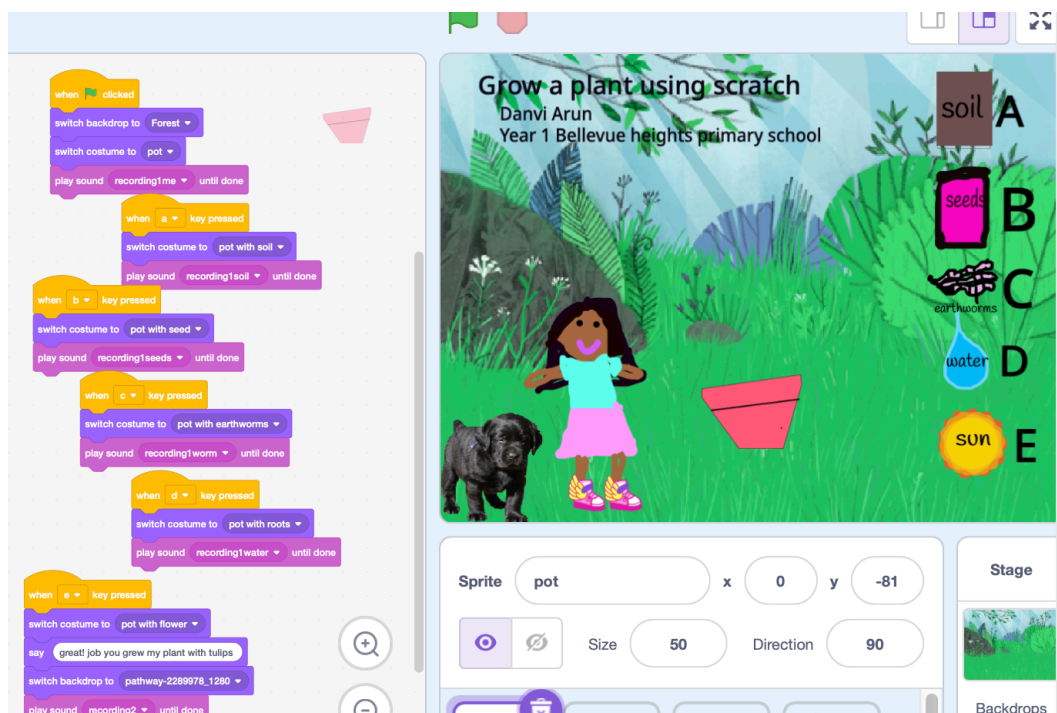 when clicked
switch backdrop to Forest
switch costume to pot
play sound recording1me until done
when a key pressed
switch costume to pot with soil
play sound recording1soil until done
when b key pressed
switch costume to pot with seed
play sound recording1seeds until done
when c key pressed
switch costume to pot with earthworms
play sound recording1worm until done
when d key pressed
switch costume to pot with roots
play sound recording1water until done
when e key pressed
switch costume to pot with flower
say great! job you grew my plant with tulips
switch backdrop to pathway-2289978_1280
play sound recording2 until done
Grow a plant using scratch
Danvi Arun
Year 1 Bellevue heights primary school
soil A
seeds B
earthworms C
water D
sun E
Sprite pot x 0 y -81
Size 50 Direction 90
Stage
Backdrops